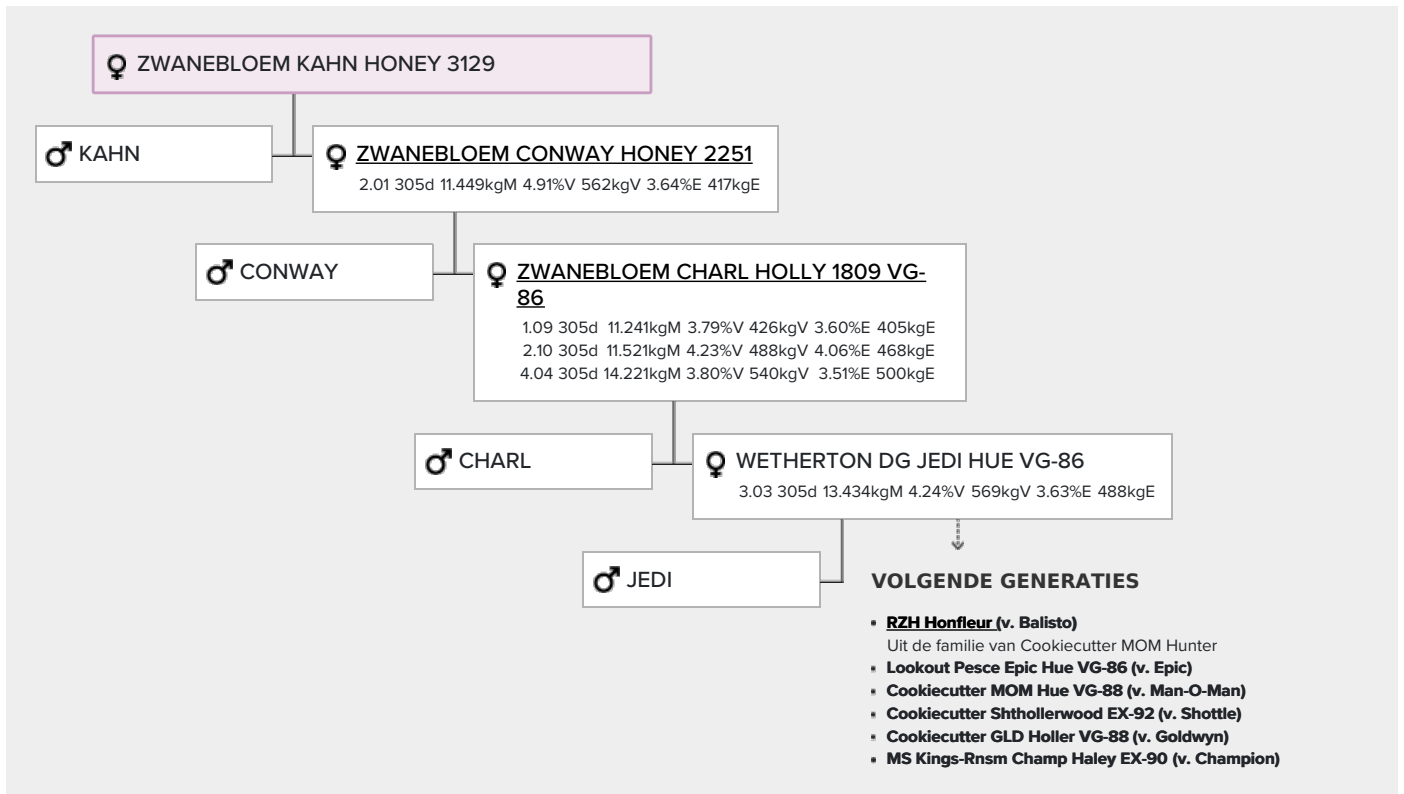 ZWANEBLOEM KAHN HONEY 3129
KAHN
ZWANEBLOEM CONWAY HONEY 2251
2.01 305d 11.449kgM 4.91%V 562kgV 3.64%E 417kgE
CONWAY
ZWANEBLOEM CHARL HOLLY 1809 VG-
86
1.09 305d 11.241kgM 3.79%V 426kgV 3.60%E 405kgE
2.10 305d 11.521kgM 4.23%V 488kgV 4.06%E 468kgE
4.04 305d 14.221kgM 3.80%V 540kgV 3.51%E 500kgE
CHARL
WETHERTON DG JEDI HUE VG-86
3.03 305d 13.434kgM 4.24%V 569kgV 3.63%E 488kgE
JEDI
VOLGENDE GENERATIES
RZH Honfleur (v. Balisto)
Uit de familie van Cookiecutter MOM Hunter
Lookout Pesce Epic Hue VG-86 (v. Epic)
Cookiecutter MOM Hue VG-88 (v. Man-O-Man)
Cookiecutter Shthollerwood EX-92 (v. Shottle)
Cookiecutter GLD Holler VG-88 (v. Goldwyn)
MS Kings-Rnsm Champ Haley EX-90 (v. Champion)